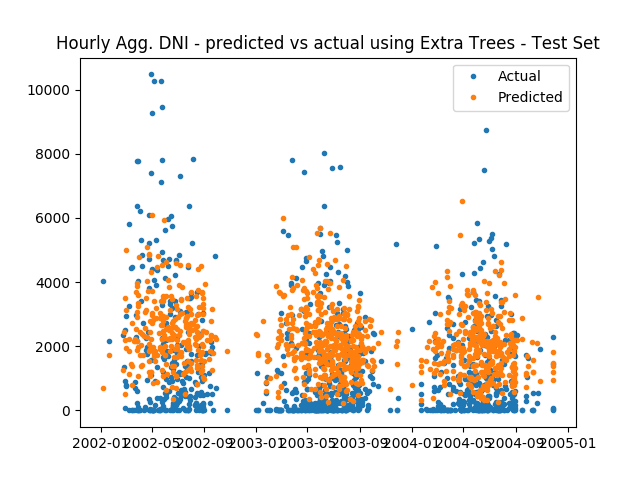 Hourly Agg. DNI - predicted vs actual using Extra Trees - Test Set
Actual
Predicted
10000
8000
6000
4000
2000
0
2002-01 2002-05 2002-09 2003-01 2003-05 2003-09 2004-01 2004-05 2004-09 2005-01